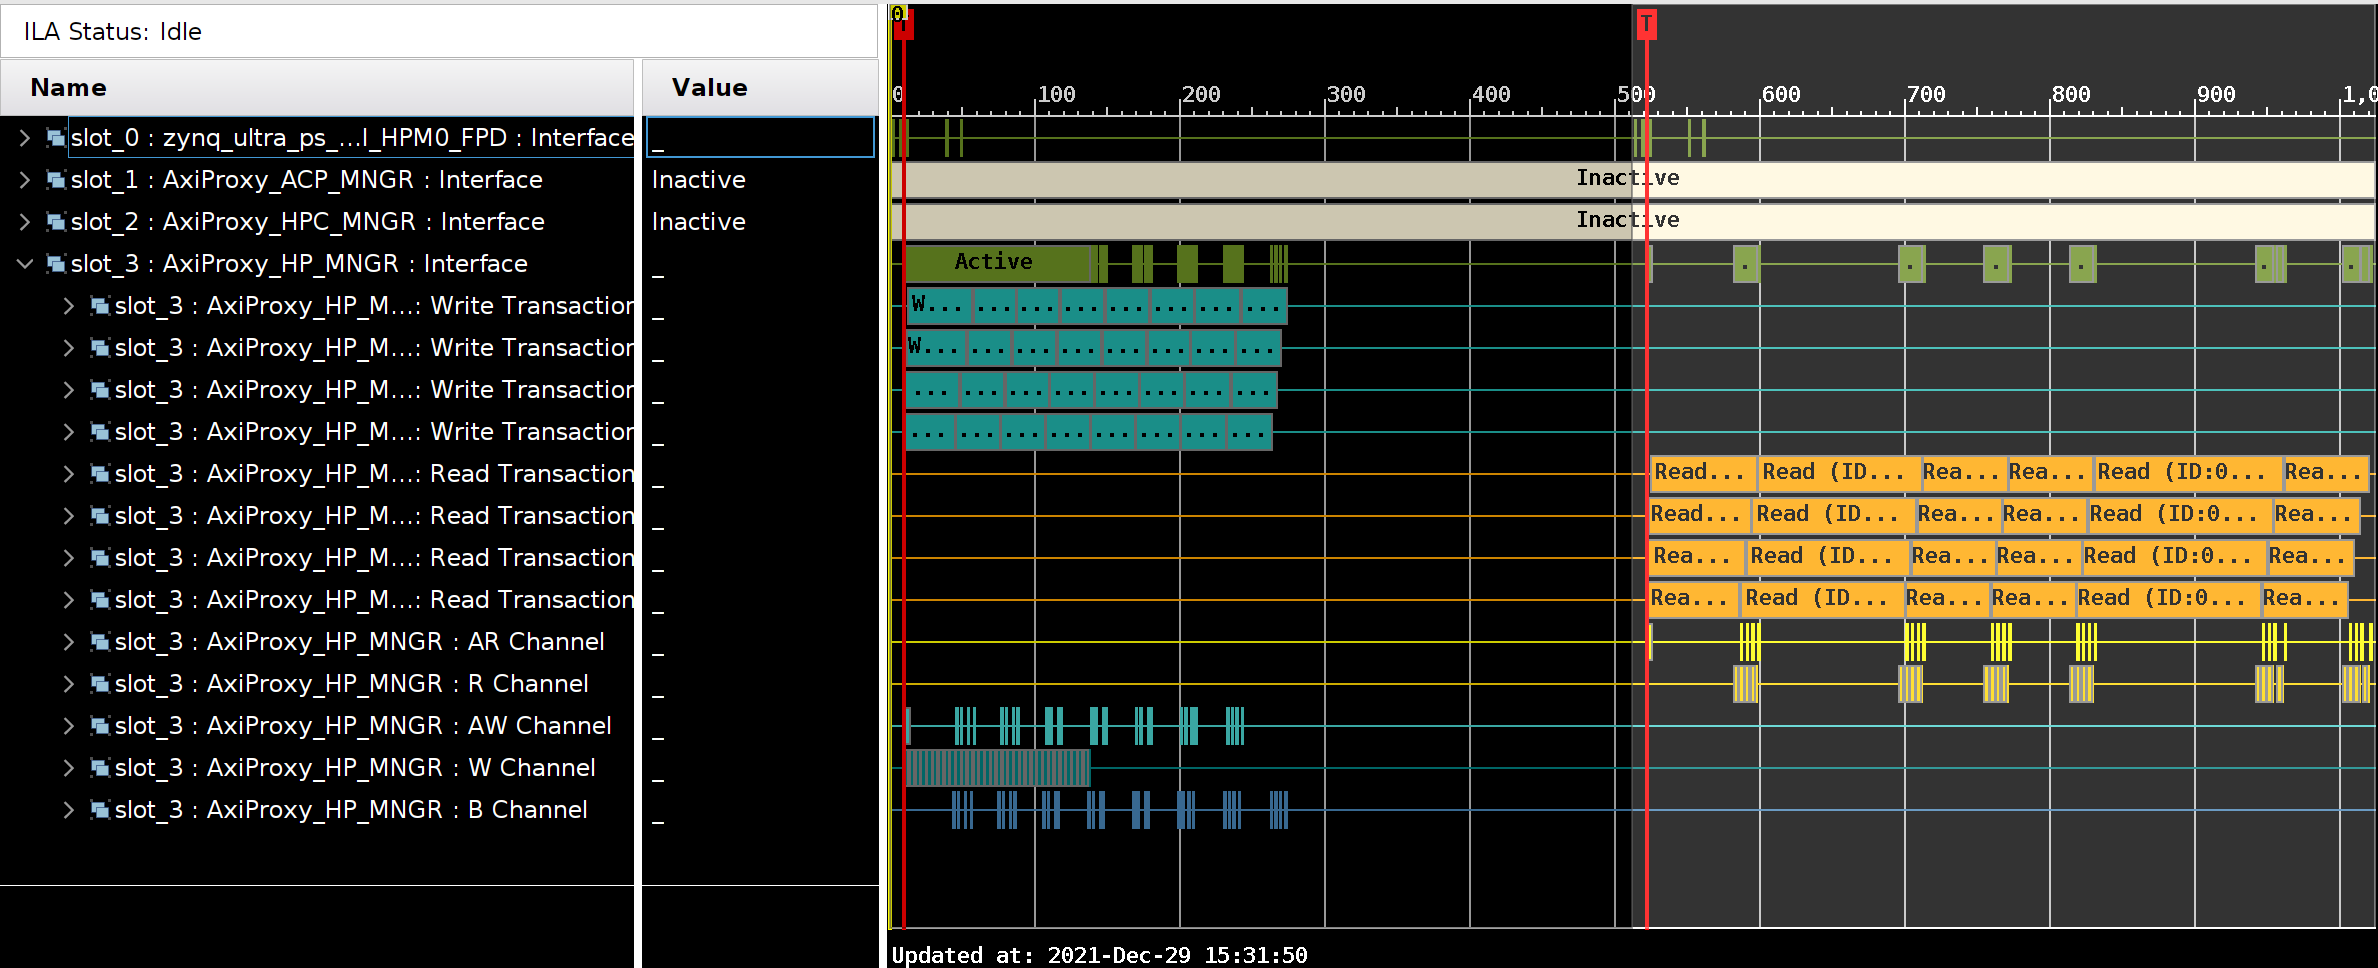 ILA Status: Idle
Name Value
0 T
T
0 100 200 300 400 500 600 700 800 900 1,0
slot_0 : zynq_ultra_ps_...l_HPM0_FPD : Interface _
slot_1 : AxiProxy_ACP_MNGR : Interface Inactive Inactive
slot_2 : AxiProxy_HPC_MNGR : Interface Inactive Inactive
slot_3 : AxiProxy_HP_MNGR : Interface _ Active . . . . . .
slot_3 : AxiProxy_HP_M...: Write Transaction _ W... ... ... ... ... ... ... ...
slot_3 : AxiProxy_HP_M...: Write Transaction _ W... ... ... ... ... ... ... ...
slot_3 : AxiProxy_HP_M...: Write Transaction _ ... ... ... ... ... ... ... ...
slot_3 : AxiProxy_HP_M...: Write Transaction _ ... ... ... ... ... ... ... ...
slot_3 : AxiProxy_HP_M...: Read Transaction _ Read... Read (ID... Rea... Rea... Read (ID:0... Rea...
slot_3 : AxiProxy_HP_M...: Read Transaction _ Read... Read (ID... Rea... Rea... Read (ID:0... Rea...
slot_3 : AxiProxy_HP_M...: Read Transaction _ Rea... Read (ID... Rea... Rea... Read (ID:0... Rea...
slot_3 : AxiProxy_HP_M...: Read Transaction _ Rea... Read (ID... Rea... Rea... Read (ID:0... Rea...
slot_3 : AxiProxy_HP_MNGR : AR Channel _
slot_3 : AxiProxy_HP_MNGR : R Channel _
slot_3 : AxiProxy_HP_MNGR : AW Channel _
slot_3 : AxiProxy_HP_MNGR : W Channel _
slot_3 : AxiProxy_HP_MNGR : B Channel _
Updated at: 2021-Dec-29 15:31:50